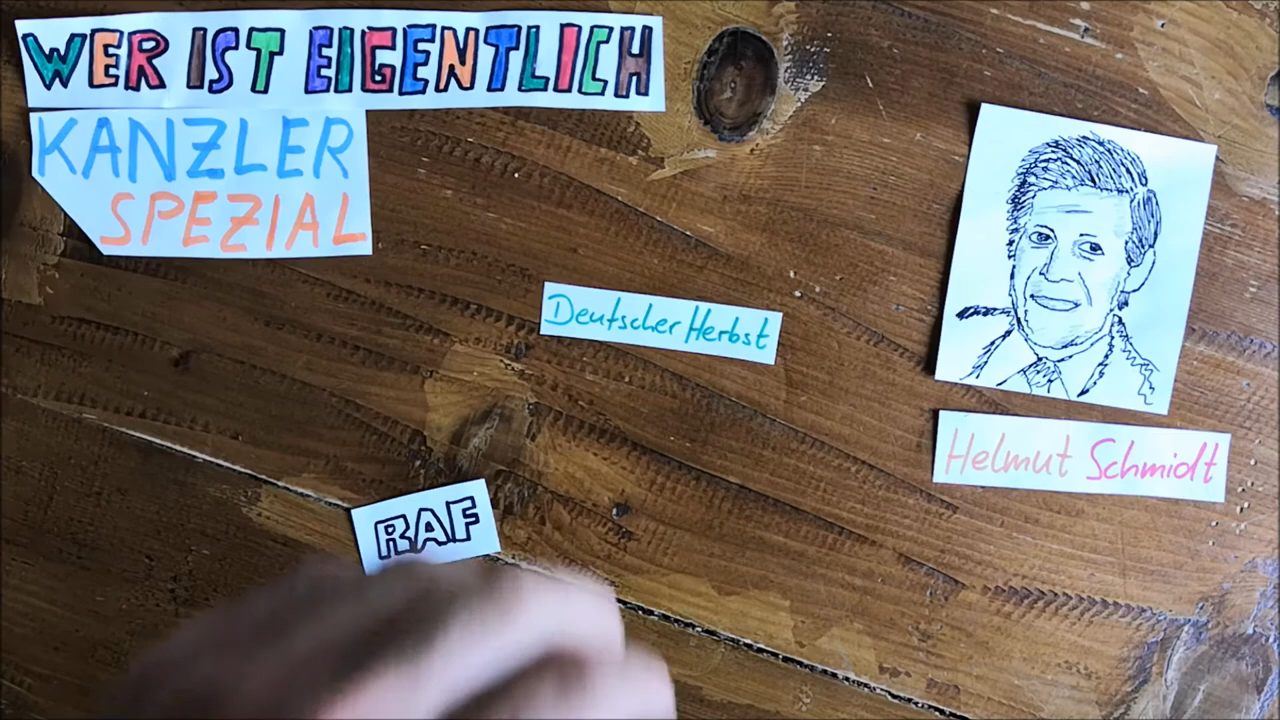 WER IST EIGENTLICH
KANZLER
SPEZIAL
Deutscher Herbst
Helmut Schmidt
RAF